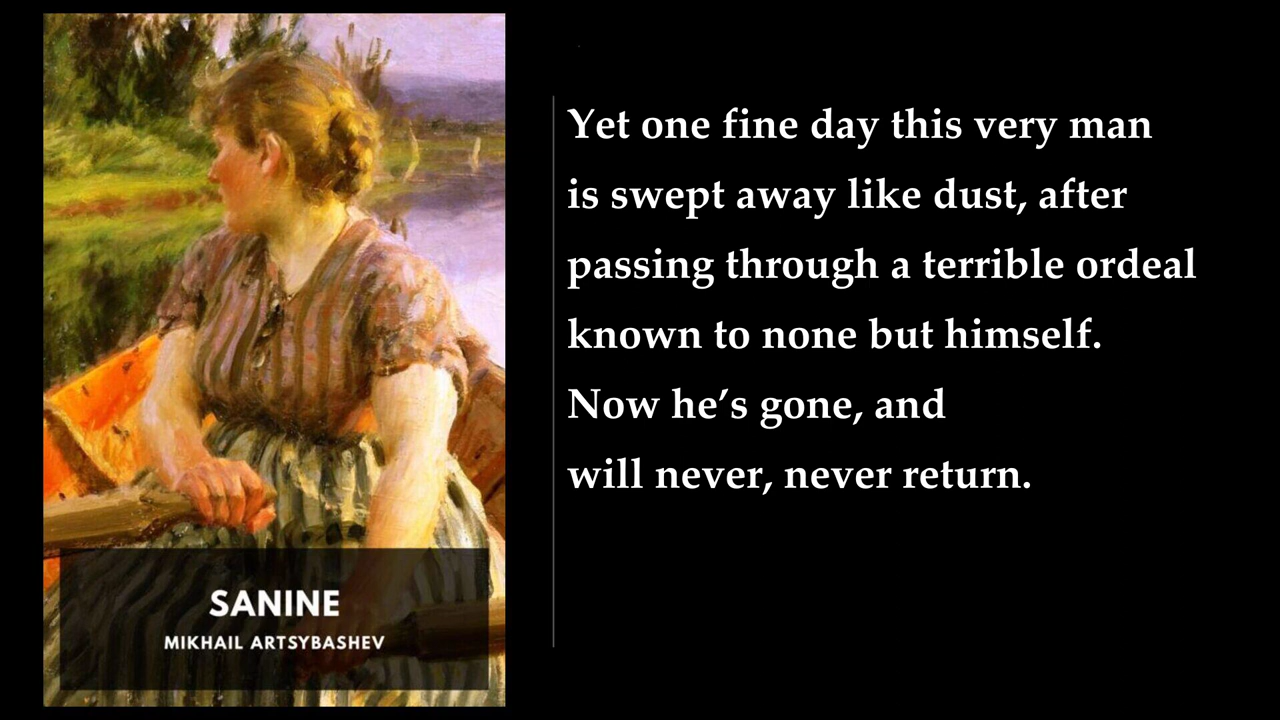 SANINE
MIKHAIL ARTSYBASHEV
Yet one fine day this very man
is swept away like dust, after
passing through a terrible ordeal
known to none but himself.
Now he’s gone, and
will never, never return.